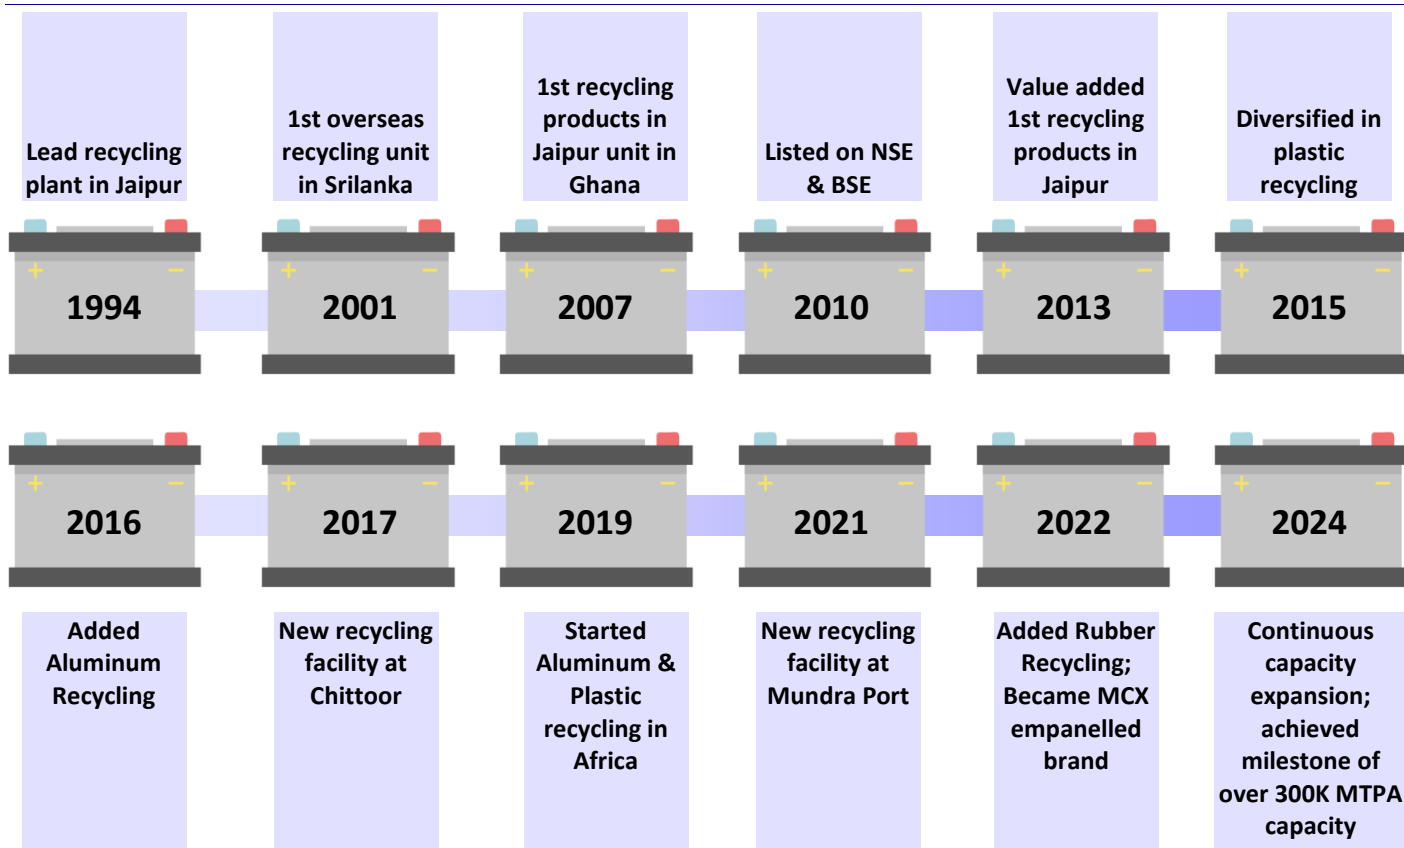 Lead recycling
plant in Jaipur
1st overseas
recycling unit
in Srilanka
1st recycling
products in
Jaipur unit in
Ghana
Listed on NSE
& BSE
Value added
1st recycling
products in
Jaipur
Diversified in
plastic
recycling
+ −
1994
+ −
2001
+ −
2007
+ −
2010
+ −
2013
+ −
2015
+ −
2016
+ −
2017
+ −
2019
+ −
2021
+ −
2022
+ −
2024
Added
Aluminum
Recycling
New recycling
facility at
Chittoor
Started
Aluminum &
Plastic
recycling in
Africa
New recycling
facility at
Mundra Port
Added Rubber
Recycling;
Became MCX
empanelled
brand
Continuous
capacity
expansion;
achieved
milestone of
over 300K MTPA
capacity